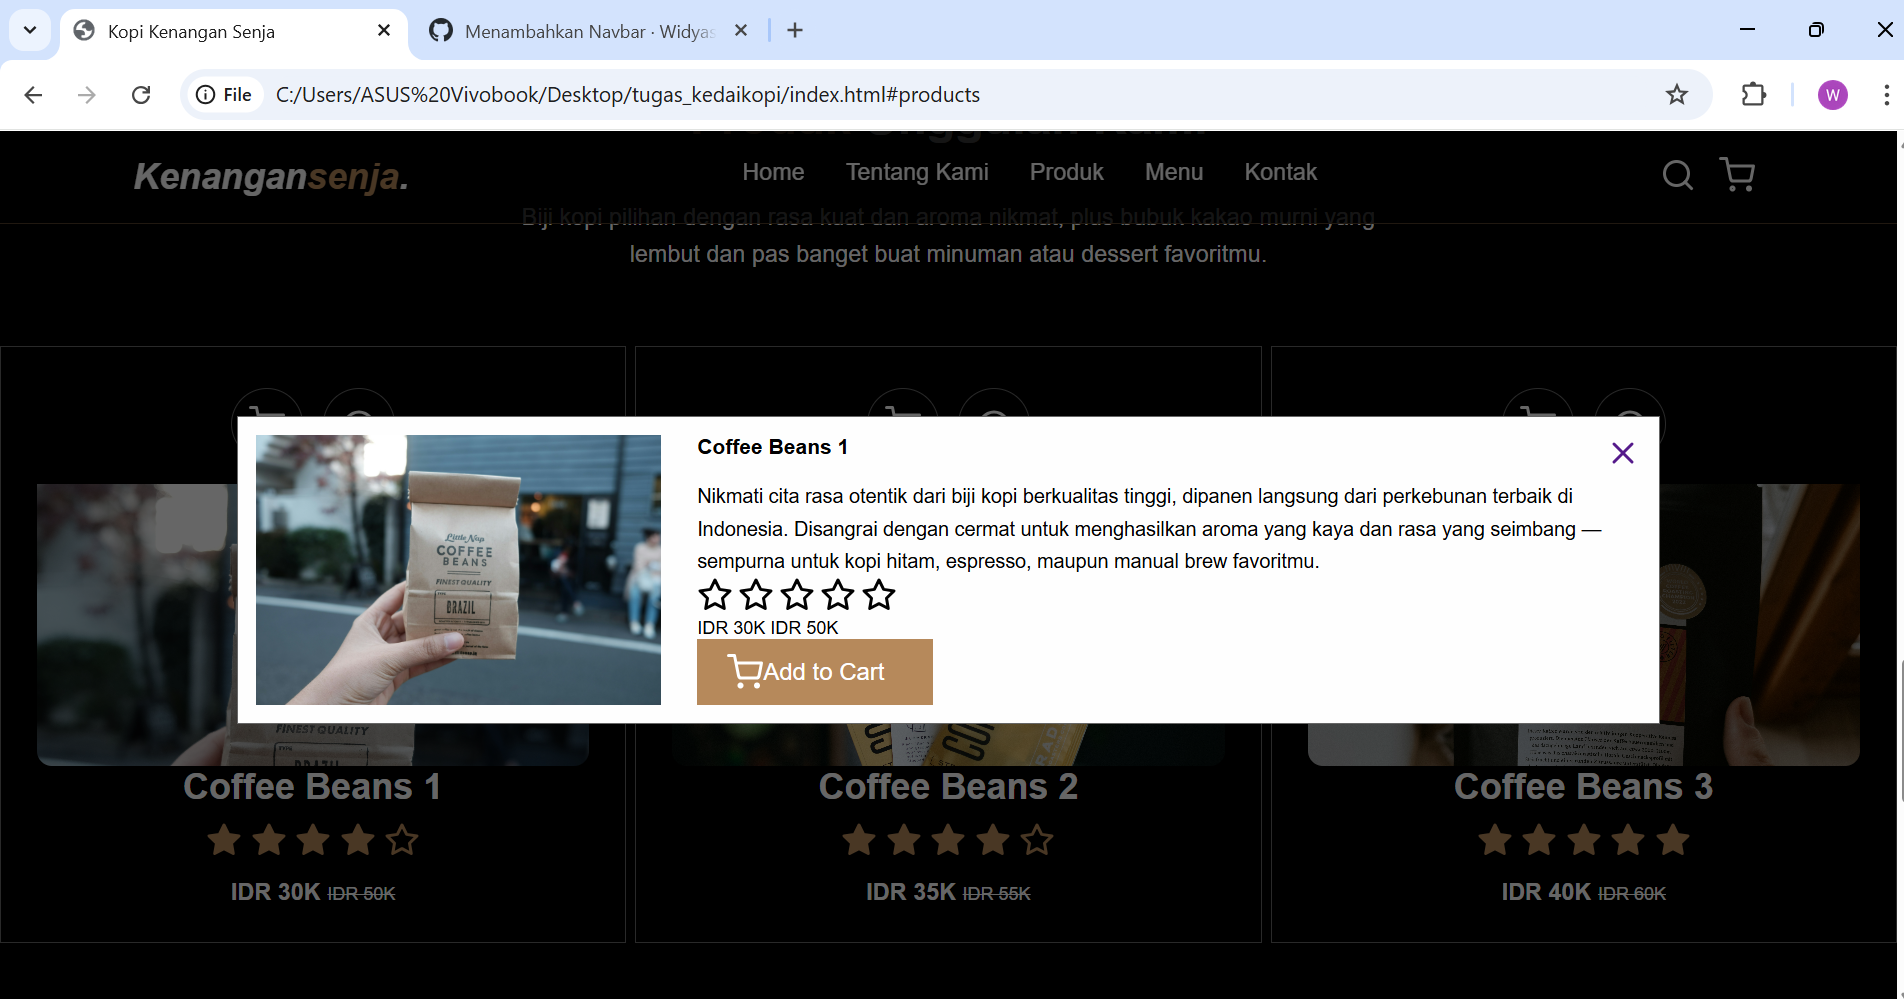 Kopi Kenangan Senja
Menambahkan Navbar · Widyas
File
C:/Users/ASUS%20Vivobook/Desktop/tugas_kedaikopi/index.html#products
W
Kenangansenja.
Home
Tentang Kami
Produk
Menu
Kontak
Biji kopi pilihan dengan rasa kuat dan aroma nikmat, plus bubuk kakao murni yang
lembut dan pas banget buat minuman atau dessert favoritmu.
Little Nap
COFFEE
BEANS
FINEST QUALITY
BRAZIL
Coffee Beans 1
Nikmati cita rasa otentik dari biji kopi berkualitas tinggi, dipanen langsung dari perkebunan terbaik di
Indonesia. Disangrai dengan cermat untuk menghasilkan aroma yang kaya dan rasa yang seimbang —
sempurna untuk kopi hitam, espresso, maupun manual brew favoritmu.
IDR 30K IDR 50K
Add to Cart
FINEST QUALITY
Coffee Beans 1
IDR 30K IDR 50K
Coffee Beans 2
IDR 35K IDR 55K
Coffee Beans 3
IDR 40K IDR 60K